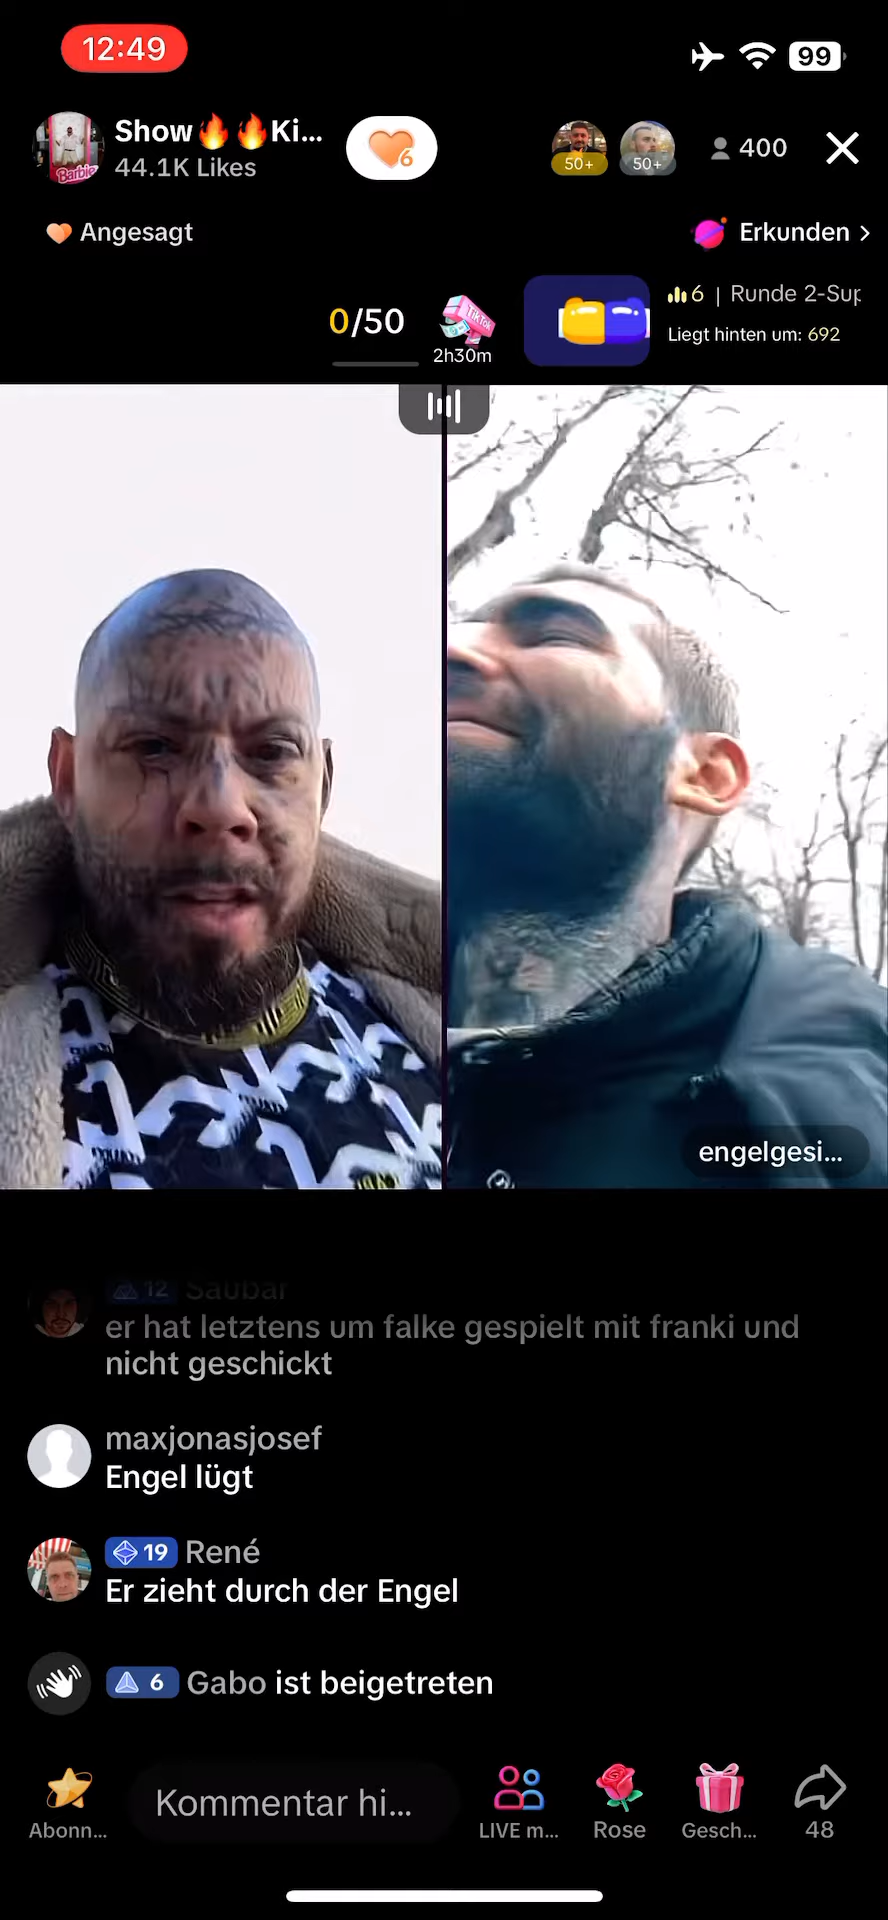 12:49
99
Show🔥🔥Ki...
44.1K Likes
6
50+
50+
400
Barbie
Angesagt
Erkunden >
0/50
TikTok
2h30m
6 | Runde 2-Sup
Liegt hinten um: 692
engelgesi...
12 Saubar
er hat letztens um falke gespielt mit franki und
nicht geschickt
maxjonasjosef
Engel lügt
19 René
Er zieht durch der Engel
6 Gabo ist beigetreten
Kommentar hi...
Abonn...
LIVE m...
Rose
Gesch...
48